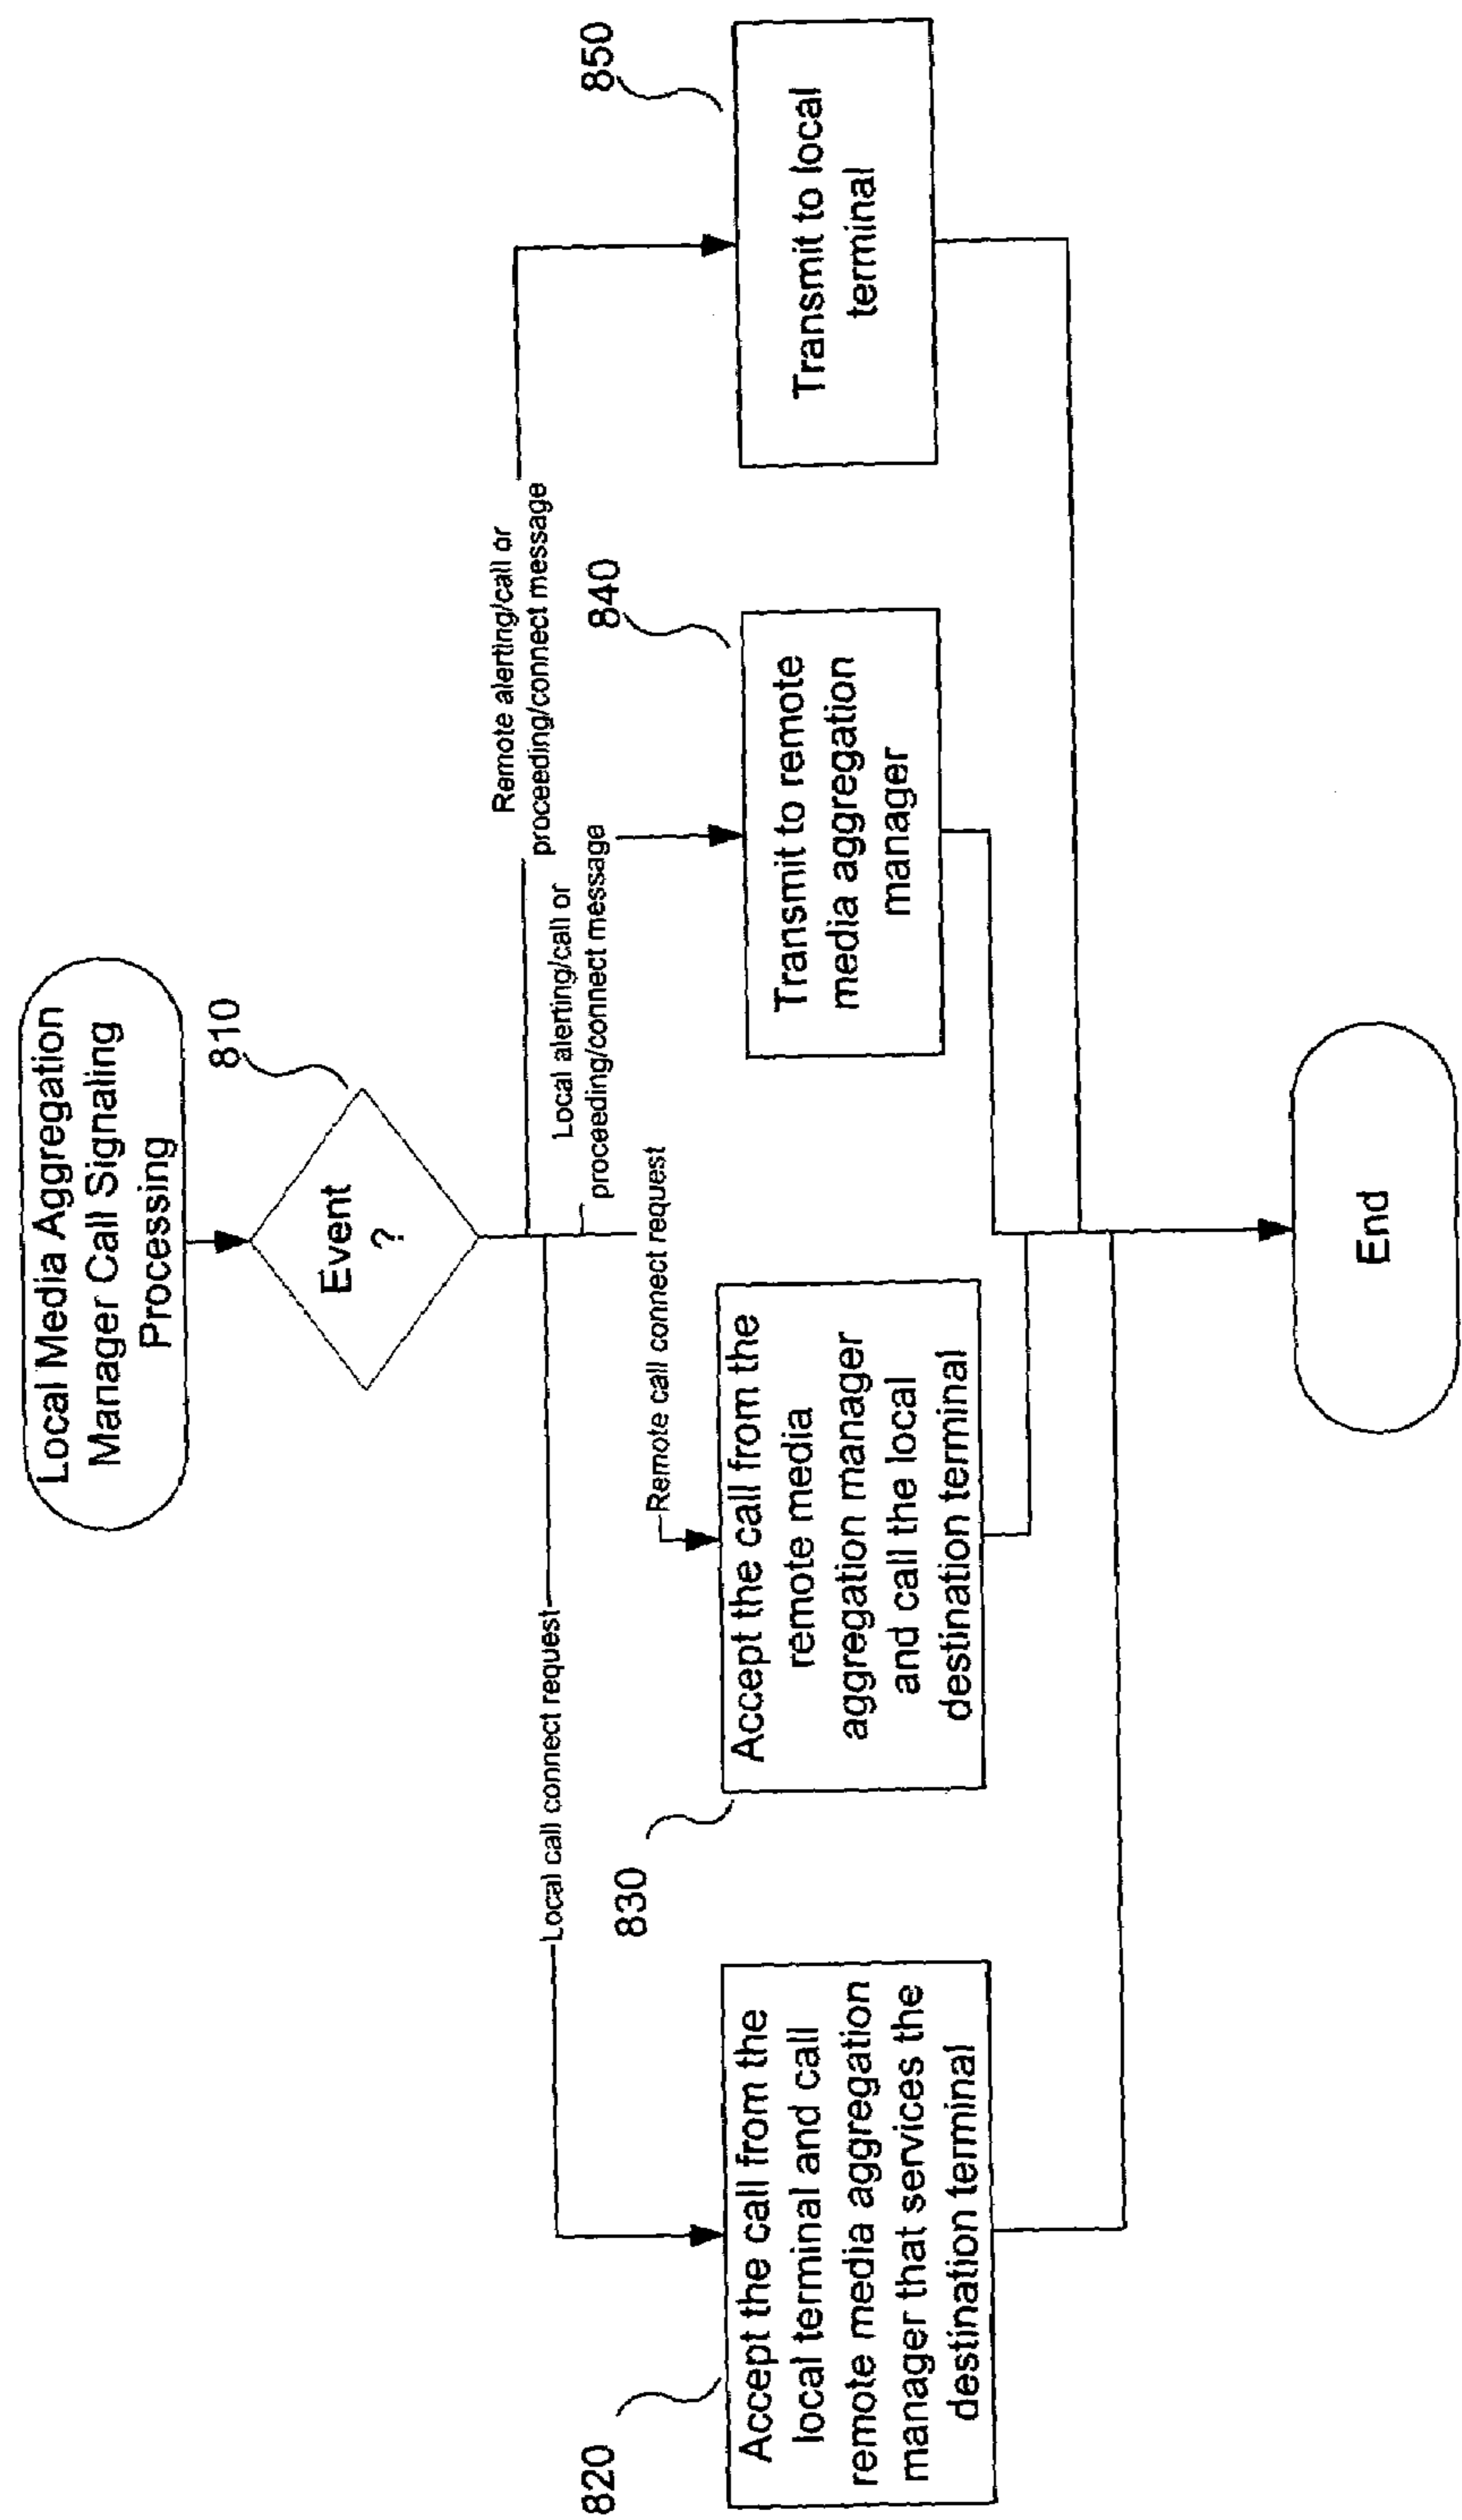 Local Media Aggregation
Manager Call Signaling
Processing
810
Event
?
Local call connect request
Remote call connect request
Local alerting/call or
proceeding/connect message
Remote alerting/call or
proceeding/connect message
820
Accept the call from the
local terminal and call
remote media aggregation
manager that services the
destination terminal
830
Accept the call from the
remote media
aggregation manager
and call the local
destination terminal
840
Transmit to remote
media aggregation
manager
850
Transmit to local
terminal
End